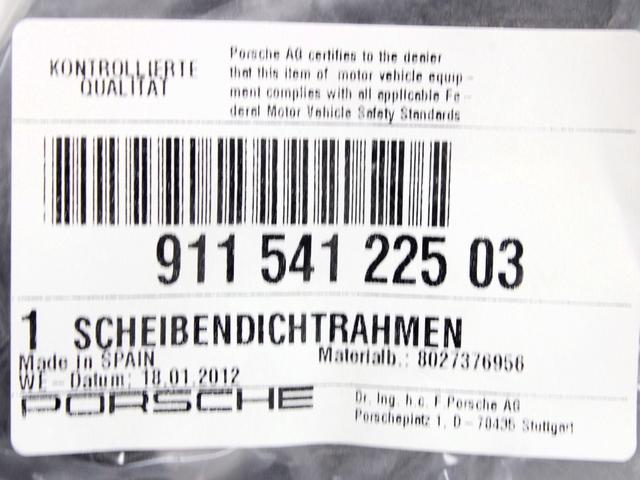 KONTROLLIERTE
QUALITÄT
Porsche AG certifies to the dealer
that this item of motor vehicle equip -
ment complies with all applicable Fe -
deral Motor Vehicle Safety Standards
911 541 225 03
1 SCHEIBENDICHTRAHMEN
Made in SPAIN Materialb.: 8027376956
WE - Datum: 18.01.2012
PORSCHE
Dr. Ing. h.c. F.Porsche AG
Porscheplatz 1, D - 70435 Stuttgart